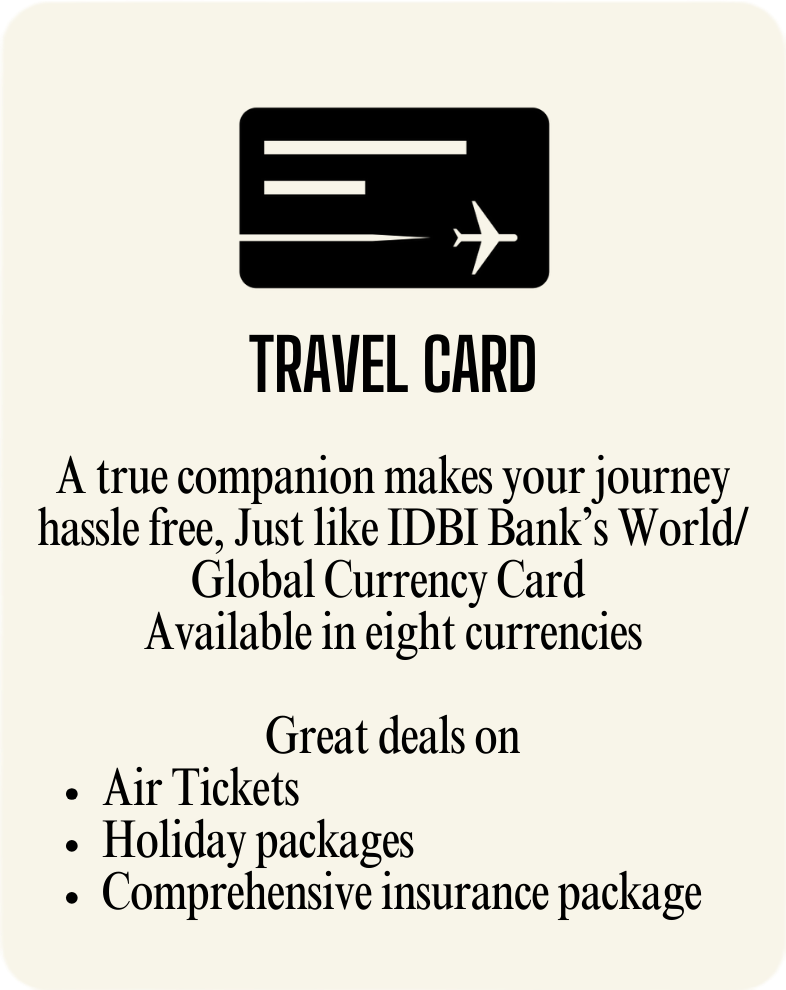 TRAVEL CARD
A true companion makes your journey
hassle free, Just like IDBI Bank’s World/
Global Currency Card
Available in eight currencies
Great deals on
• Air Tickets
• Holiday packages
• Comprehensive insurance package